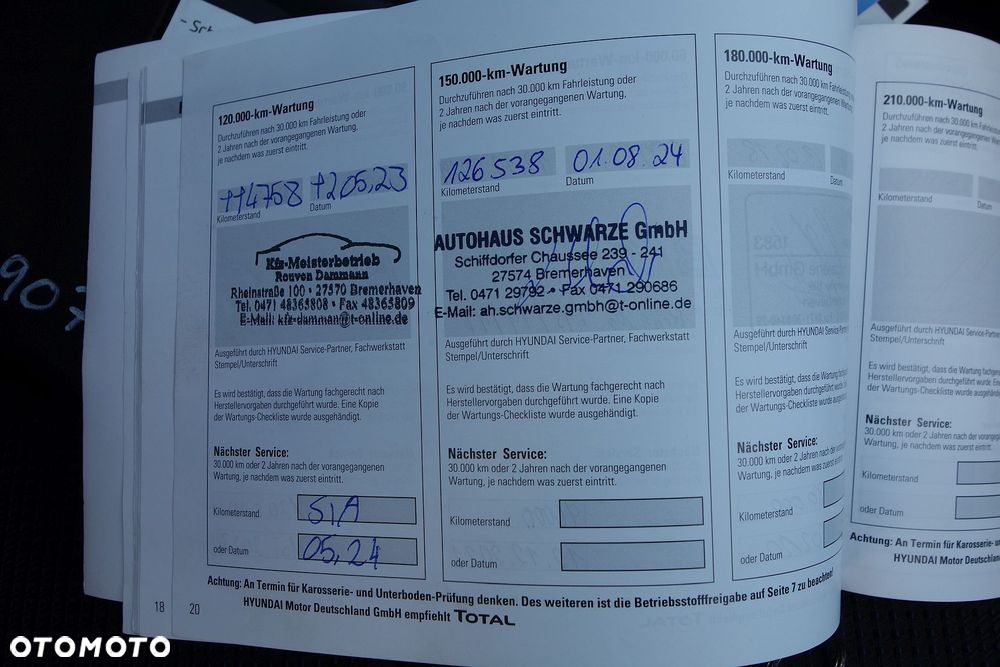 120.000-km-Wartung
Durchzuführen nach 30.000 km Fahrleistung oder
2 Jahren nach der vorangegangenen Wartung,
je nachdem was zuerst eintritt.
114758
12.05.23
Kilometerstand
Datum
Kfz-Meisterbetrieb
Rouven Dammann
Rheinstraße 100 · 27570 Bremerhaven
Tel. 0471 48365808 · Fax 48365809
E-Mail: kfz-damman@t-online.de
Ausgeführt durch HYUNDAI Service-Partner, Fachwerkstatt
Stempel/Unterschrift
Es wird bestätigt, dass die Wartung fachgerecht nach
Herstellervorgaben durchgeführt wurde. Eine Kopie
der Wartungs-Checkliste wurde ausgehändigt.
Nächster Service:
30.000 km oder 2 Jahren nach der vorangegangenen
Wartung, je nachdem was zuerst eintritt.
Kilometerstand
SIA
oder Datum
05.24
150.000-km-Wartung
Durchzuführen nach 30.000 km Fahrleistung oder
2 Jahren nach der vorangegangenen Wartung,
je nachdem was zuerst eintritt.
126 538
01.08.24
Kilometerstand
Datum
AUTOHAUS SCHWARZE GmbH
Schiffdorfer Chaussee 239 - 241
27574 Bremerhaven
Tel. 0471 29792 · Fax 0471 290686
E-Mail: ah.schwarze.gmbh@t-online.de
Ausgeführt durch HYUNDAI Service-Partner, Fachwerkstatt
Stempel/Unterschrift
Es wird bestätigt, dass die Wartung fachgerecht nach
Herstellervorgaben durchgeführt wurde. Eine Kopie
der Wartungs-Checkliste wurde ausgehändigt.
Nächster Service:
30.000 km oder 2 Jahren nach der vorangegangenen
Wartung, je nachdem was zuerst eintritt.
Kilometerstand
oder Datum
180.000-km-Wartung
Durchzuführen nach 30.000 km Fahrleistung
2 Jahren nach der vorangegangenen Wartung,
je nachdem was zuerst eintritt.
Kilometerstand
Datum
Ausgeführt durch HYUNDAI Service-Partner,
Stempel/Unterschrift
Es wird bestätigt, dass die Wartung
Herstellervorgaben durchgeführt wurde.
der Wartungs-Checkliste wurde
Nächster Service:
30.000 km oder 2 Jahren nach der
Wartung, je nachdem was zuerst
Kilometerstand
oder Datum
210.000-km-Wartung
Durchzuführen nach 30.000 km
2 Jahren nach der vorangegangenen
je nachdem was zuerst eintritt.
Kilometerstand
Ausgeführt durch HYUNDAI
Stempel/Unterschrift
Es wird bestätigt, dass die Wartung
Herstellervorgaben durchgeführt
der Wartungs-Checkliste wurde
Nächster Service:
30.000 km oder 2 Jahren nach der
Wartung, je nachdem was
Kilometerstand
oder Datum
Achtung: An Termin für Karosserie- und Unterboden-Prüfung denken. Des weiteren ist die Betriebsstofffreigabe auf Seite 7 zu beachten!
HYUNDAI Motor Deutschland GmbH empfiehlt TOTAL
18
20
Achtung: An Termin für Karosserie-
HYUNDAI Motor Deutschland
907
OTOMOTO